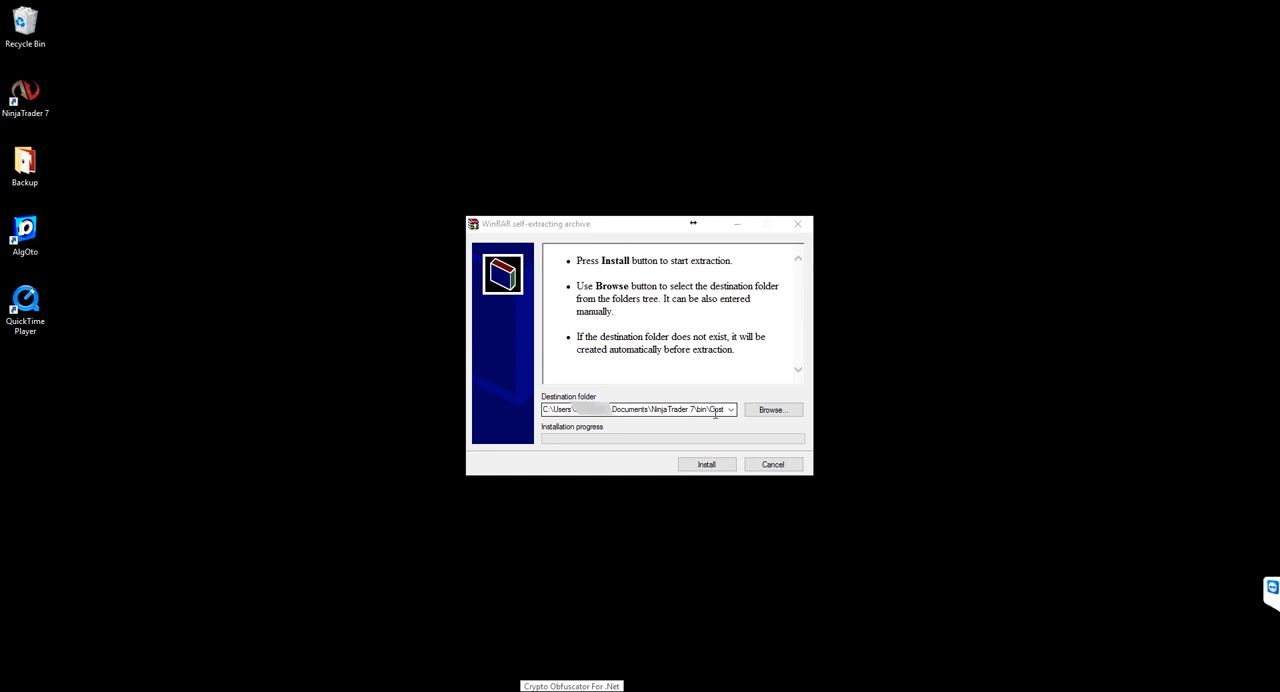 Recycle Bin
NinjaTrader 7
Backup
AlgOto
QuickTime
Player
WinRAR self-extracting archive
• Press Install button to start extraction.
• Use Browse button to select the destination folder
from the folders tree. It can be also entered
manually.
• If the destination folder does not exist, it will be
created automatically before extraction.
Destination folder
C:\Users\ Documents\NinjaTrader 7\bin\Cust
Browse...
Installation progress
Install
Cancel
Crypto Obfuscator For .Net